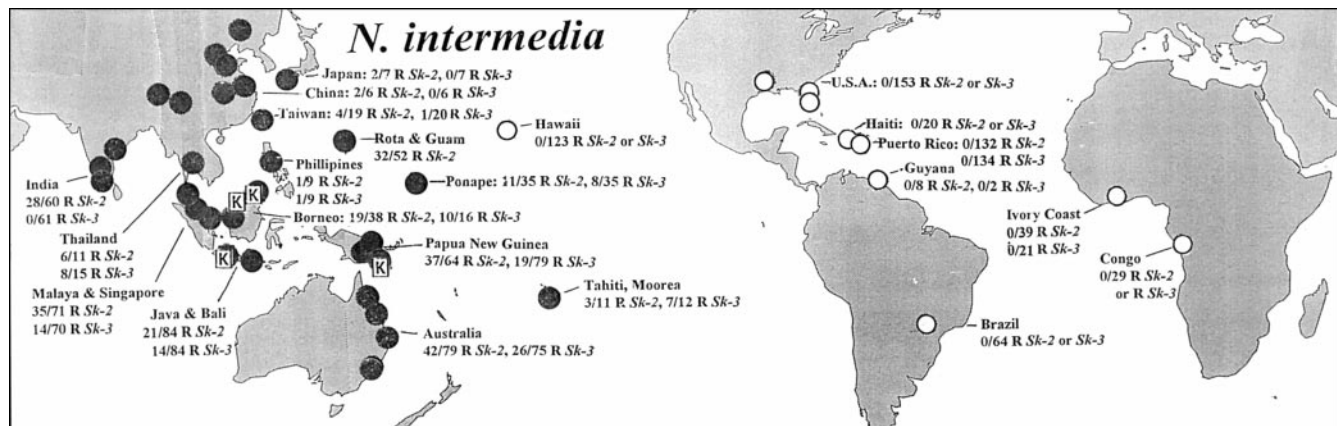 N. intermedia
Japan: 2/7 R Sk-2, 0/7 R Sk-3
China: 2/6 R Sk-2, 0/6 R Sk-3
Taiwan: 4/19 R Sk-2, 1/20 R Sk-3
Rota & Guam
32/52 R Sk-2
Hawaii
0/123 R Sk-2 or Sk-3
Phillipines
1/9 R Sk-2
1/9 R Sk-3
Ponape: 11/35 R Sk-2, 8/35 R Sk-3
India
28/60 R Sk-2
0/61 R Sk-3
K
K
Borneo: 19/38 R Sk-2, 10/16 R Sk-3
Thailand
6/11 R Sk-2
8/15 R Sk-3
K
Papua New Guinea
37/64 R Sk-2, 19/79 R Sk-3
K
Malaya & Singapore
35/71 R Sk-2
14/70 R Sk-3
Java & Bali
21/84 R Sk-2
14/84 R Sk-3
Tahiti, Moorea
3/11 R Sk-2, 7/12 R Sk-3
Australia
42/79 R Sk-2, 26/75 R Sk-3
U.S.A.: 0/153 R Sk-2 or Sk-3
Haiti: 0/20 R Sk-2 or Sk-3
Puerto Rico: 0/132 R Sk-2
0/134 R Sk-3
Guyana
0/8 R Sk-2, 0/2 R Sk-3
Ivory Coast
0/39 R Sk-2
0/21 R Sk-3
Congo
0/29 R Sk-2
or R Sk-3
Brazil
0/64 R Sk-2 or Sk-3